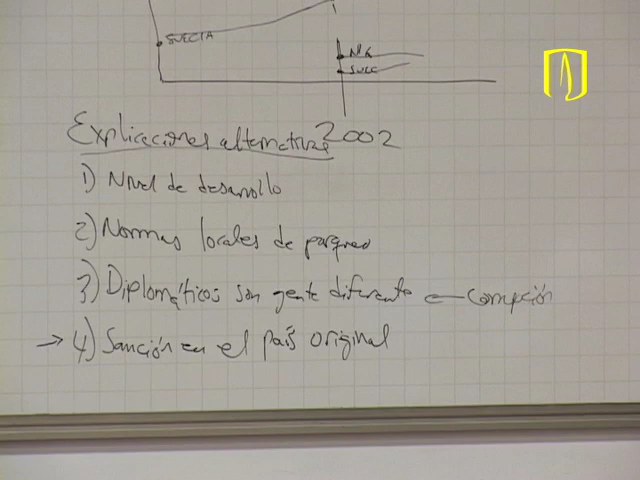 SUECIA
SUEC
2002
Explicaciones alternativas
1) Nivel de desarrollo
2) Normas locales de parqueo
3) Diplomáticos son gente diferente ← corrupción
→ 4) Sanción en el país original